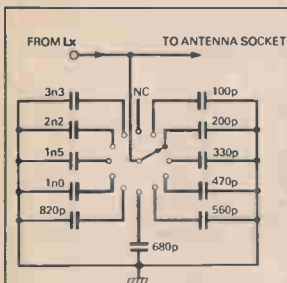 FROM Lx
TO ANTENNA SOCKET
3n3
NC
100p
2n2
200p
1n5
330p
1n0
470p
820p
560p
680p